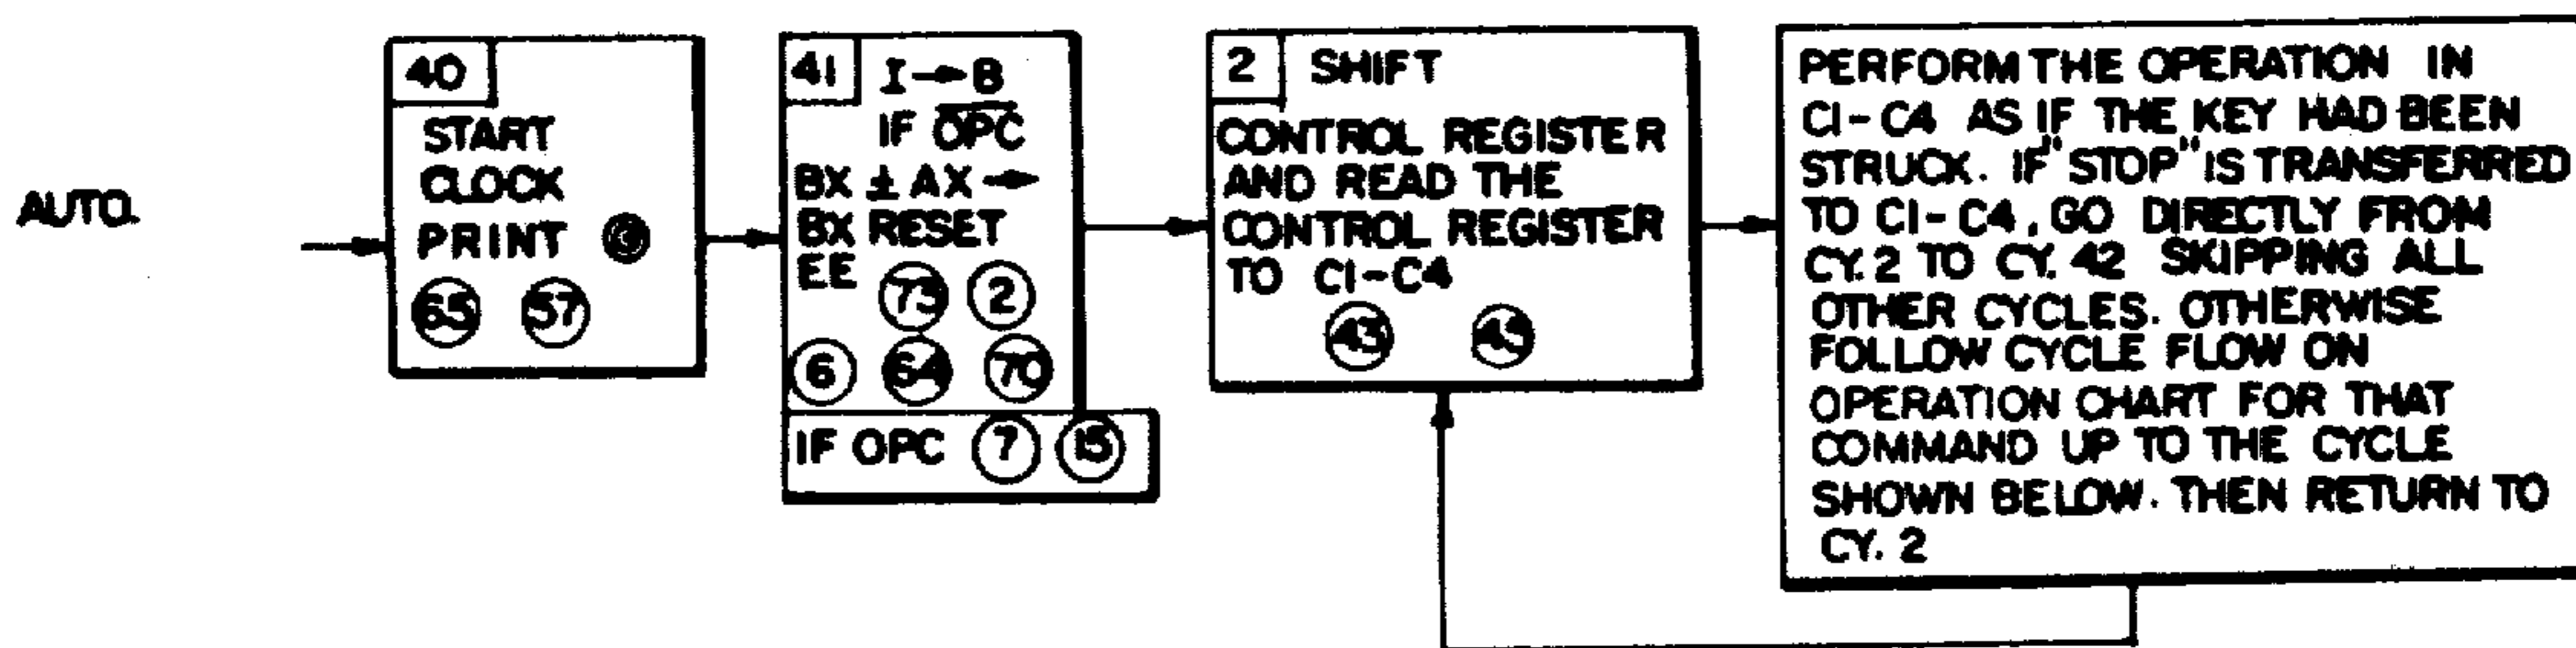 AUTO.
40
START
CLOCK
PRINT
65 57
41 I→B
IF O̅P̅C̅
BX ± AX →
BX RESET
EE 73 2
6 64 70
IF OPC 7 15
2 SHIFT
CONTROL REGISTER
AND READ THE
CONTROL REGISTER
TO C1-C4
43
PERFORM THE OPERATION IN
C1-C4 AS IF THE KEY HAD BEEN
STRUCK. IF "STOP" IS TRANSFERRED
TO C1-C4, GO DIRECTLY FROM
CY. 2 TO CY. 42 SKIPPING ALL
OTHER CYCLES. OTHERWISE
FOLLOW CYCLE FLOW ON
OPERATION CHART FOR THAT
COMMAND UP TO THE CYCLE
SHOWN BELOW. THEN RETURN TO
CY. 2